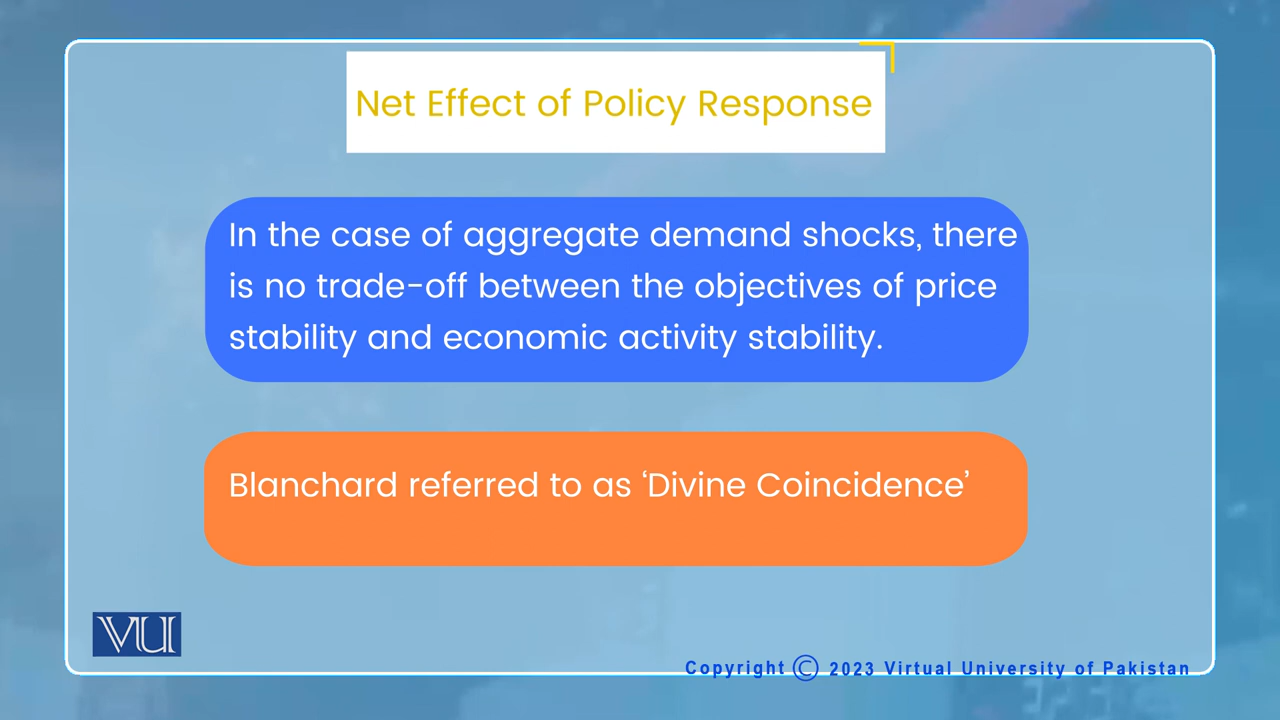 Net Effect of Policy Response
In the case of aggregate demand shocks, there
is no trade-off between the objectives of price
stability and economic activity stability.
Blanchard referred to as ‘Divine Coincidence’
VU
Copyright © 2023 Virtual University of Pakistan